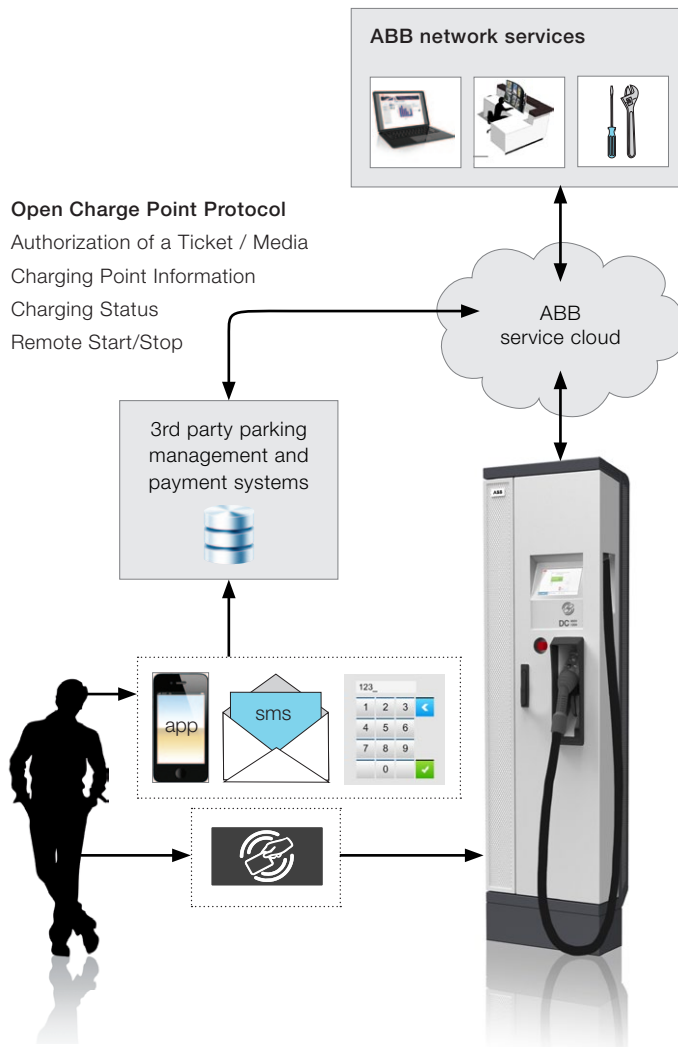 ABB network services
Open Charge Point Protocol
Authorization of a Ticket / Media
Charging Point Information
Charging Status
Remote Start/Stop
ABB
service cloud
3rd party parking
management and
payment systems
ABB
DC
app
sms
123_
1 2 3
4 5 6
7 8 9
0